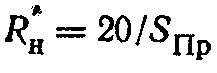 R*н = 20/SПр